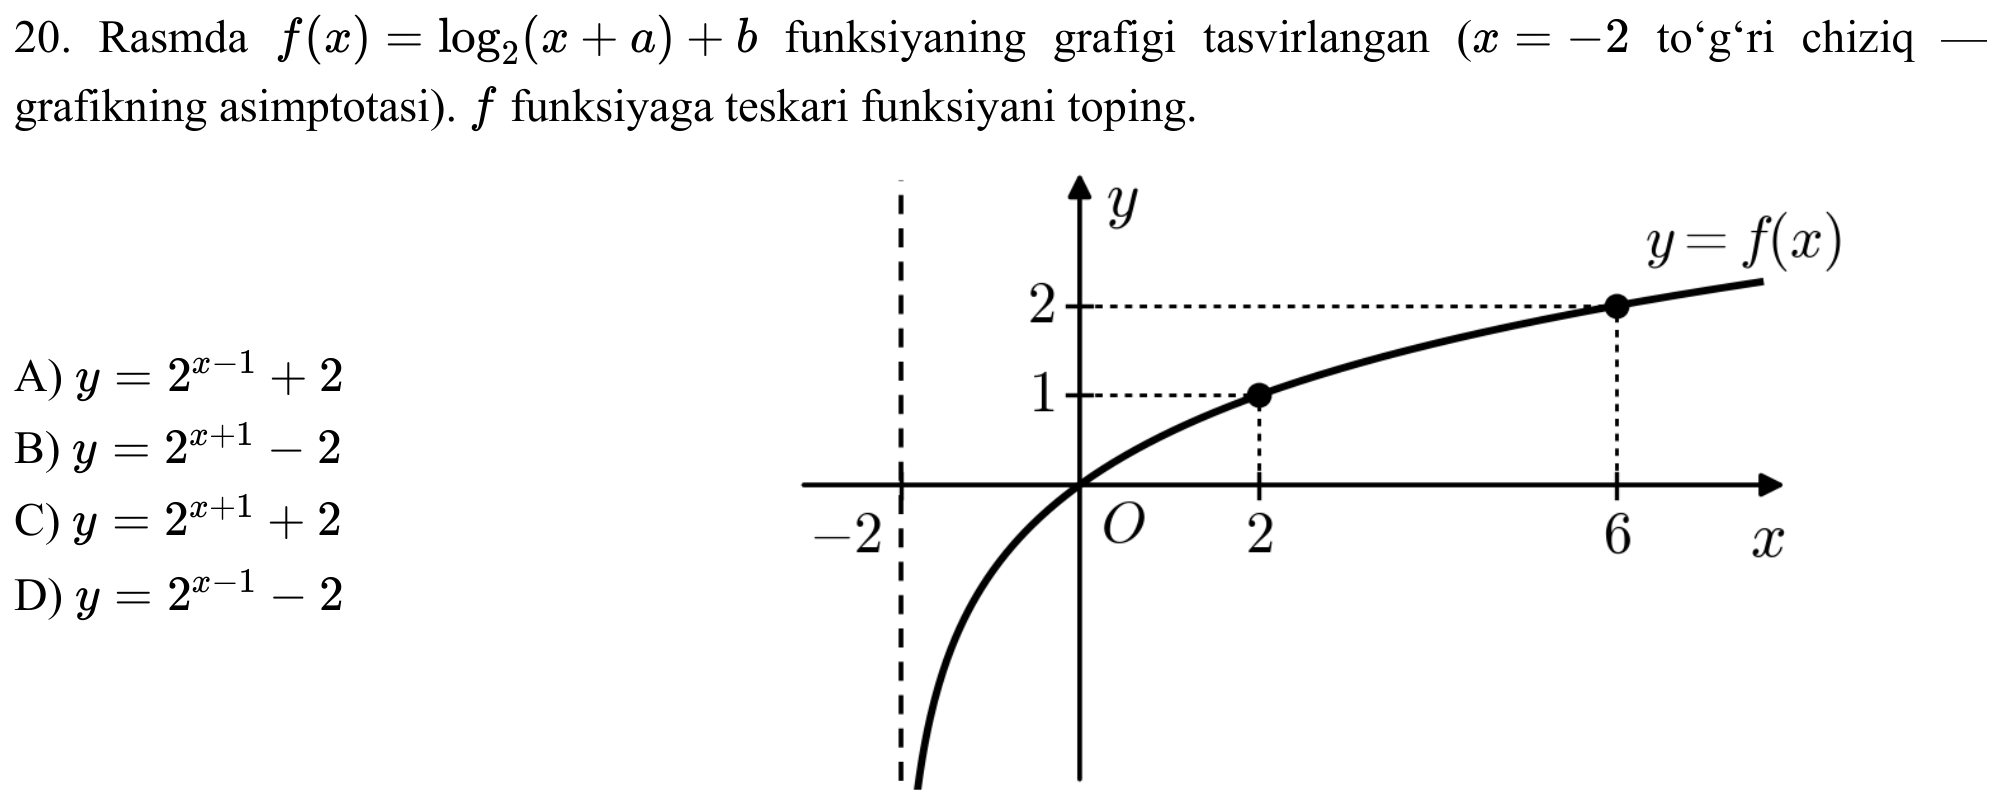 20. Rasmda f(x) = log₂(x + a) + b funksiyaning grafigi tasvirlangan (x = −2 to‘g‘ri chiziq —
grafikning asimptotasi). f funksiyaga teskari funksiyani toping.
y
y = f(x)
2
A) y = 2^{x−1} + 2
1
B) y = 2^{x+1} − 2
C) y = 2^{x+1} + 2
−2 O 2 6 x
D) y = 2^{x−1} − 2